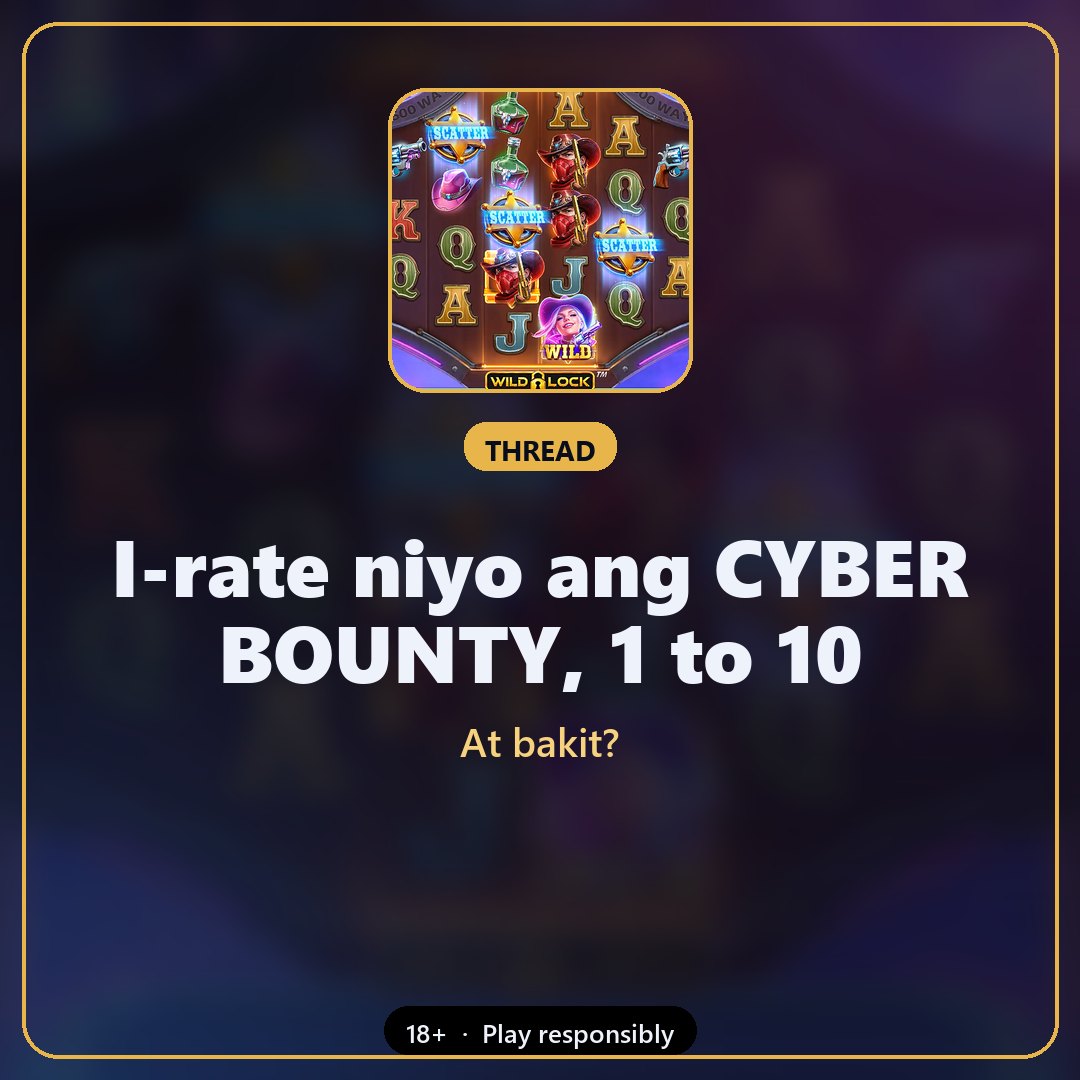 SCATTER
A
A
SCATTER
Q
K
SCATTER
Q
Q
Q
J
A
A
Q
J
WILD
WILD LOCK™
THREAD
I-rate niyo ang CYBER
BOUNTY, 1 to 10
At bakit?
18+ · Play responsibly